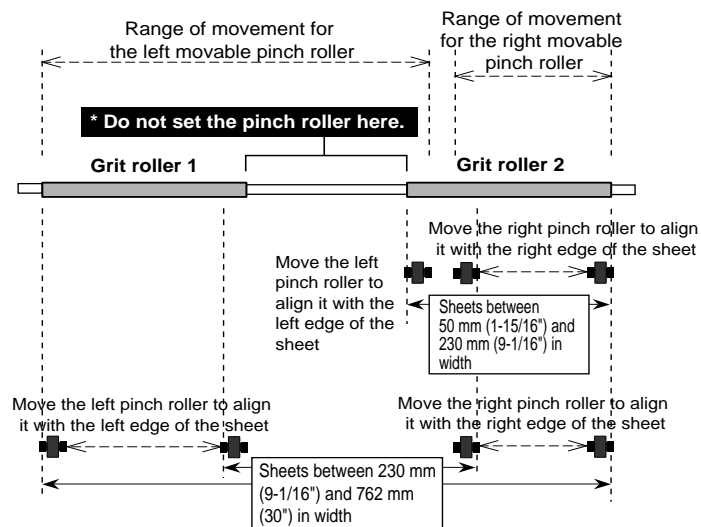 Range of movement for
the left movable pinch roller
Range of movement
for the right movable
pinch roller
* Do not set the pinch roller here.
Grit roller 1
Grit roller 2
Move the right pinch roller to align
it with the right edge of the sheet
Move the left
pinch roller to
align it with the
left edge of the
sheet
Sheets between
50 mm (1-15/16") and
230 mm (9-1/16") in
width
Move the left pinch roller to align
it with the left edge of the sheet
Move the right pinch roller to align
it with the right edge of the sheet
Sheets between 230 mm
(9-1/16") and 762 mm
(30") in width